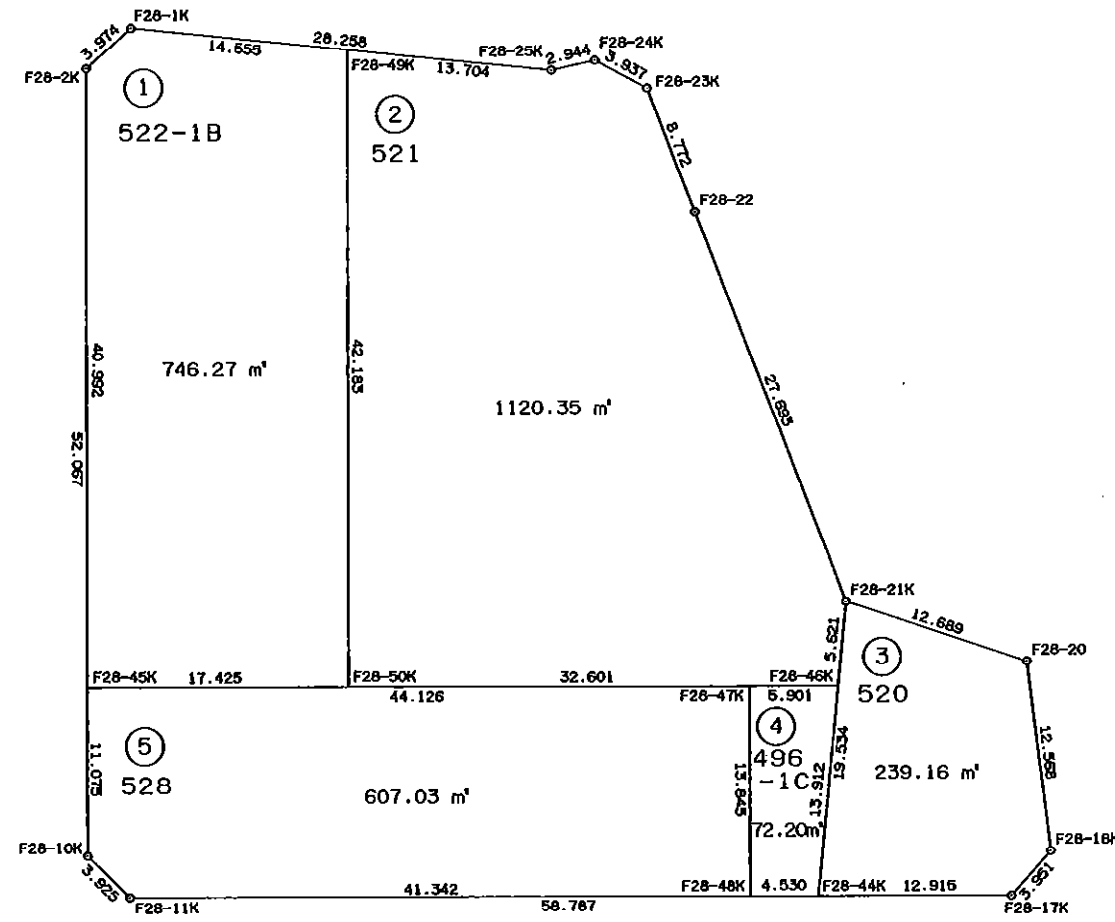 F28-1K
3.974
14.655
28.258
F28-25K
2.944
F28-24K
3.937
F28-2K
F28-49K
13.704
F28-23K
①
522-1B
②
521
8.772
F28-22
40.992
52.067
42.183
746.27 ㎡
1120.35 ㎡
27.693
F28-21K
12.689
5.621
③
520
F28-20
F28-45K
17.425
F28-50K
32.601
F28-46K
44.126
F28-47K
5.901
④
496
-1C
⑤
528
11.075
13.845
13.912
19.534
12.568
607.03 ㎡
239.16 ㎡
72.20㎡
F28-10K
3.925
F28-11K
41.342
58.787
F28-48K
4.530
F28-44K
12.915
F28-18K
3.951
F28-17K